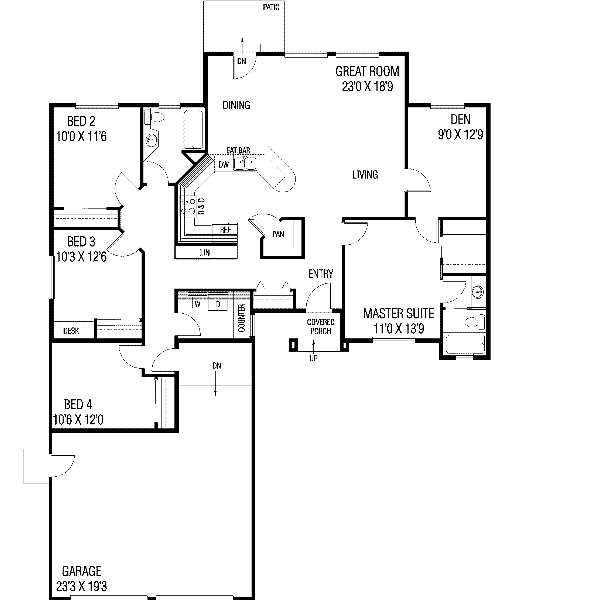 PATIO
DN
GREAT ROOM
23'0 X 18'9
DINING
BED 2
10'0 X 11'6
DEN
9'0 X 12'9
EAT BAR
DW
LIVING
R & C
REF
PAN
BED 3
10'3 X 12'6
LIN
ENTRY
W
D
COUNTER
MASTER SUITE
11'0 X 13'9
COVERED
PORCH
DESK
UP
DN
BED 4
10'6 X 12'0
GARAGE
23'3 X 19'3